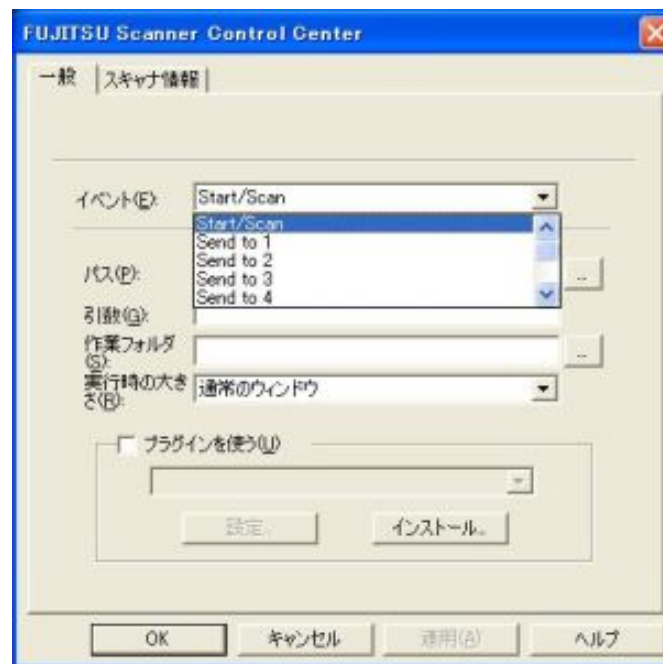 FUJITSU Scanner Control Center
一般 スキャナ情報
イベント(E): Start/Scan
Start/Scan
Send to 1
Send to 2
パス(P): ..
Send to 3
Send to 4
引数(G):
作業フォルダ
(S): ..
実行時の大き
さ(R): 通常のウィンドウ
プラグインを使う(U)
設定.. インストール..
OK キャンセル 適用(A) ヘルプ